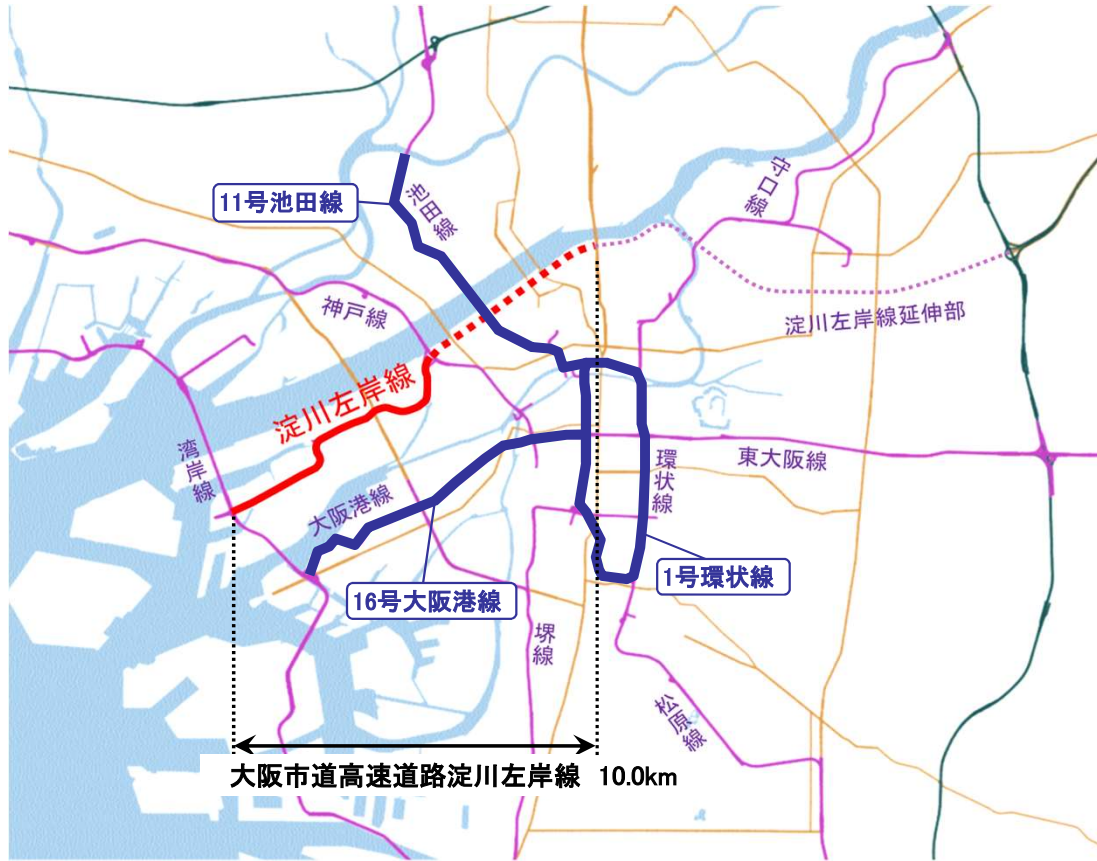 11号池田線
池田線
守口線
神戸線
淀川左岸線延伸部
淀川左岸線
湾岸線
大阪港線
環状線
東大阪線
16号大阪港線
1号環状線
堺線
松原線
大阪市道高速道路淀川左岸線 10.0km